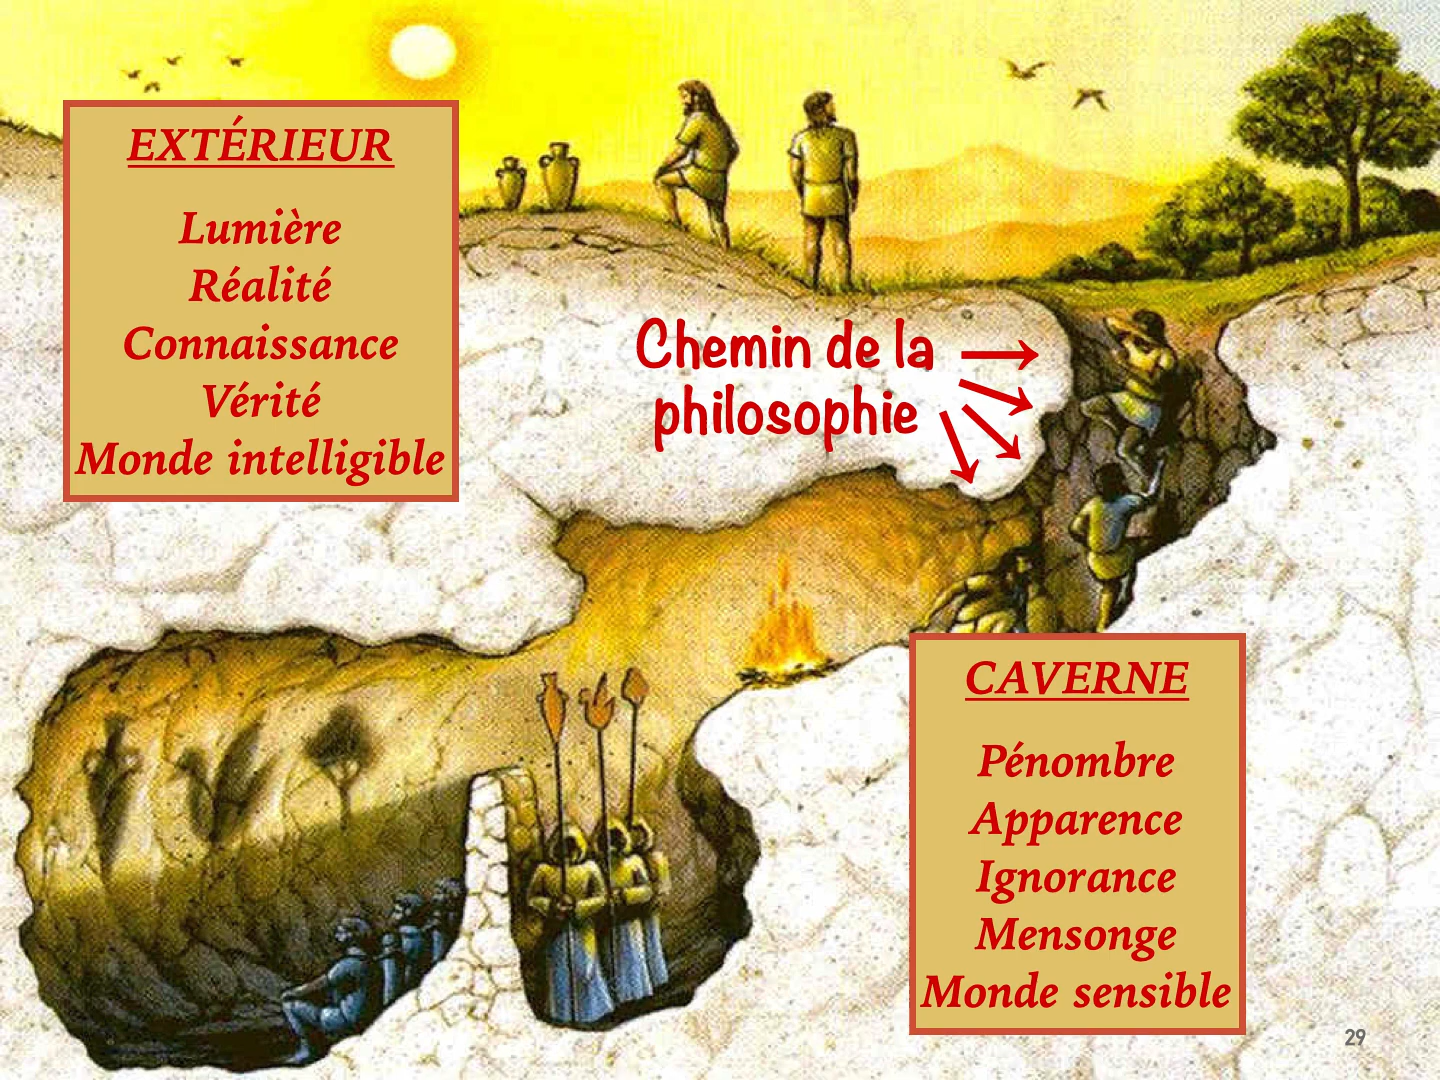 EXTÉRIEUR
Lumière
Réalité
Connaissance
Vérité
Monde intelligible
Chemin de la
philosophie
CAVERNE
Pénombre
Apparence
Ignorance
Mensonge
Monde sensible
29